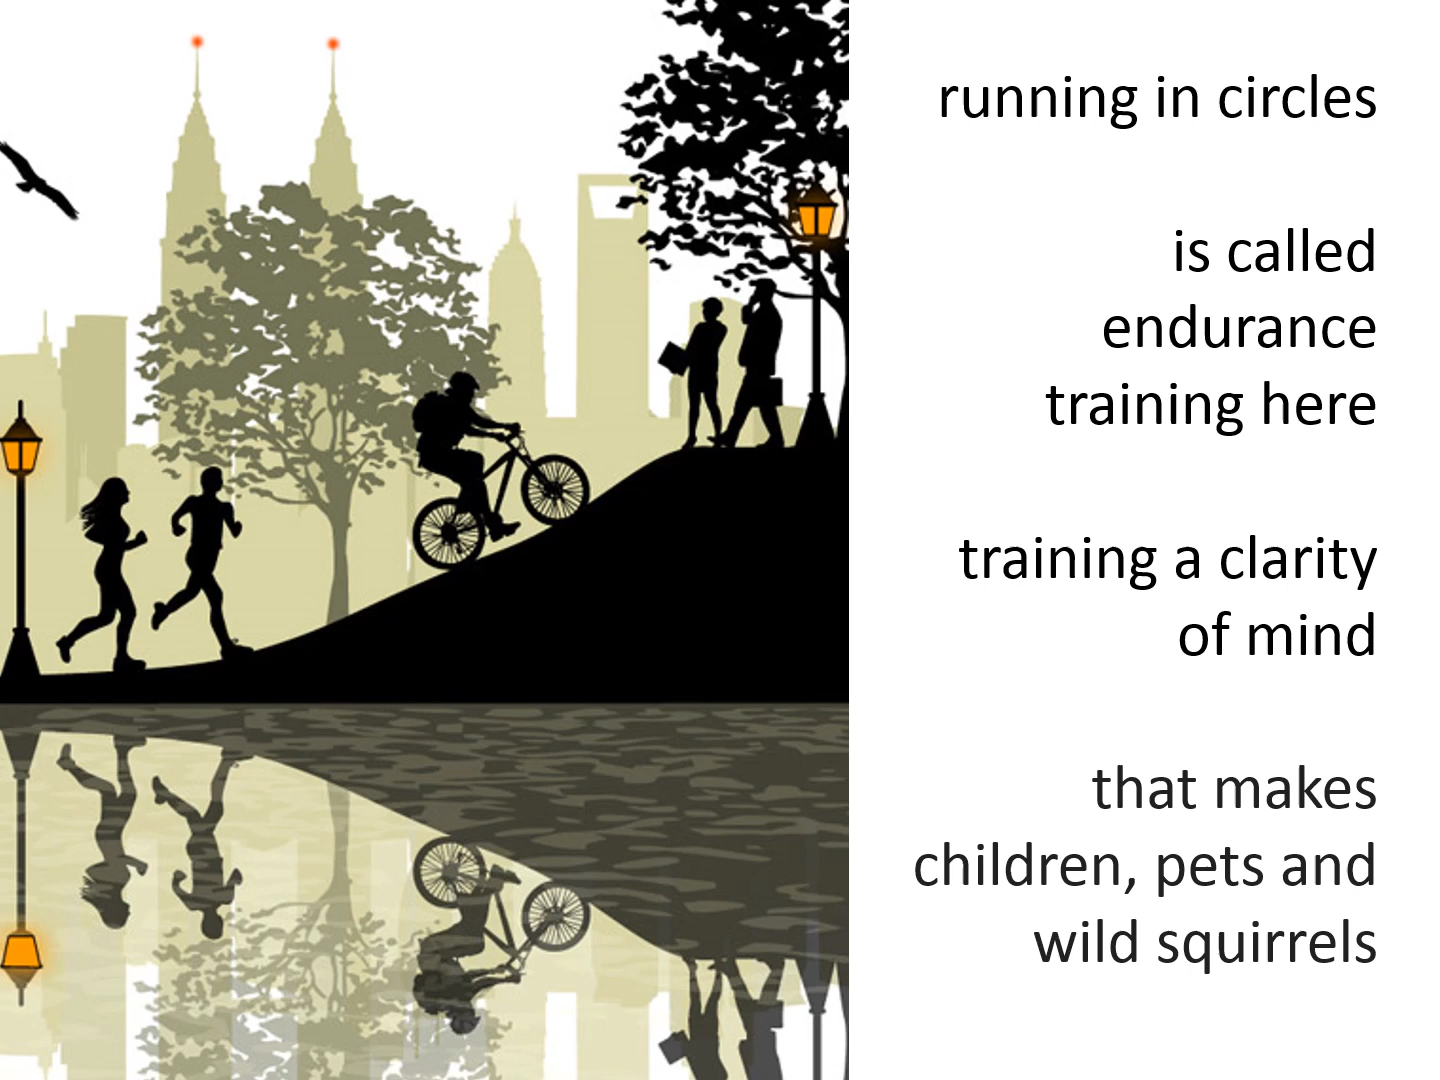 running in circles
is called
endurance
training here
training a clarity
of mind
that makes
children, pets and
wild squirrels